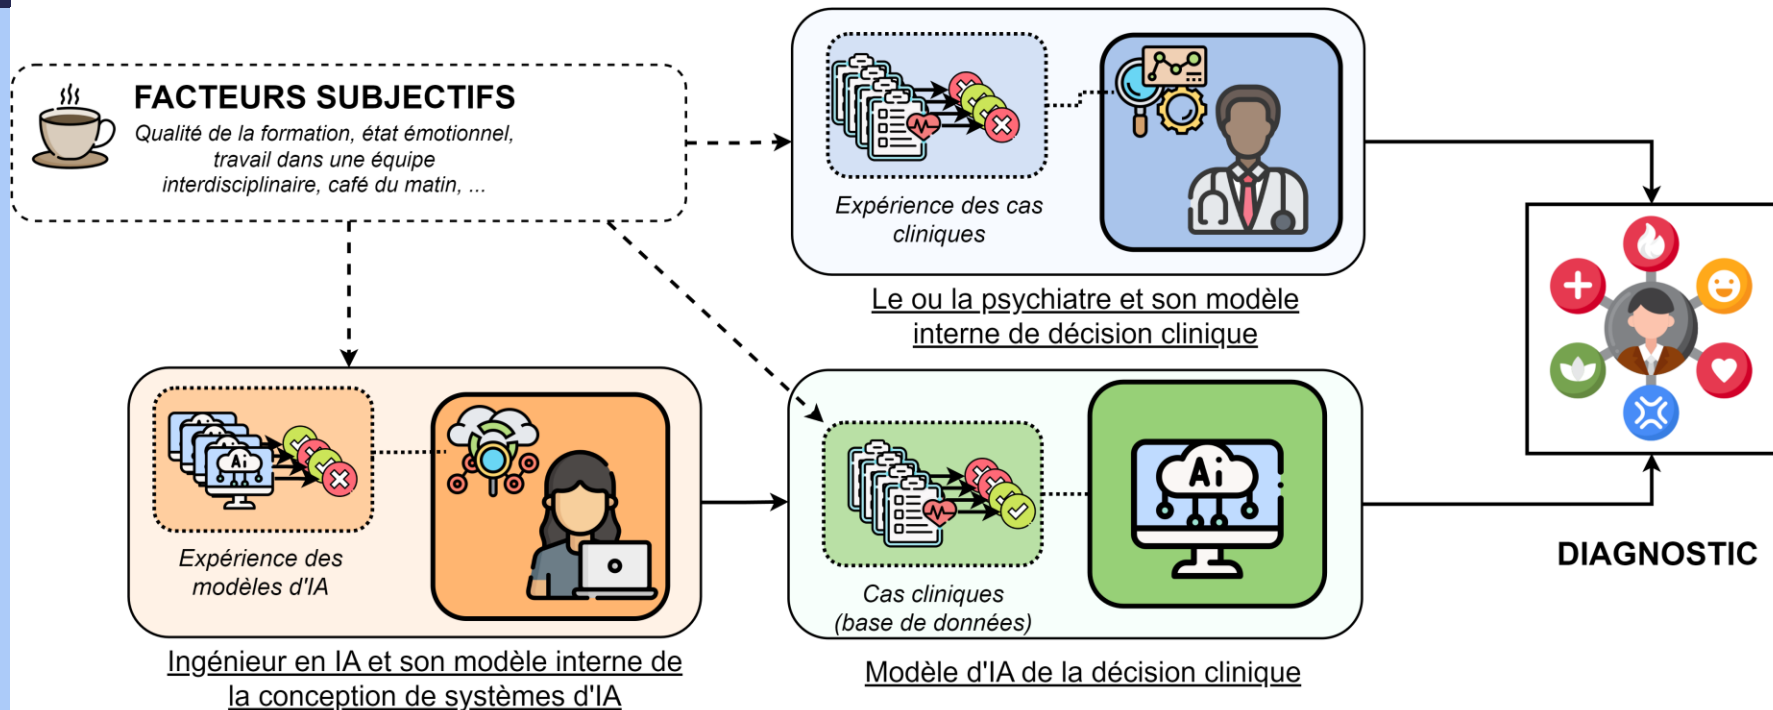 FACTEURS SUBJECTIFS
Qualité de la formation, état émotionnel,
travail dans une équipe
interdisciplinaire, café du matin, ...
Expérience des cas
cliniques
Le ou la psychiatre et son modèle
interne de décision clinique
Ai
Expérience des
modèles d'IA
Ingénieur en IA et son modèle interne de
la conception de systèmes d'IA
Cas cliniques
(base de données)
Ai
Modèle d'IA de la décision clinique
DIAGNOSTIC